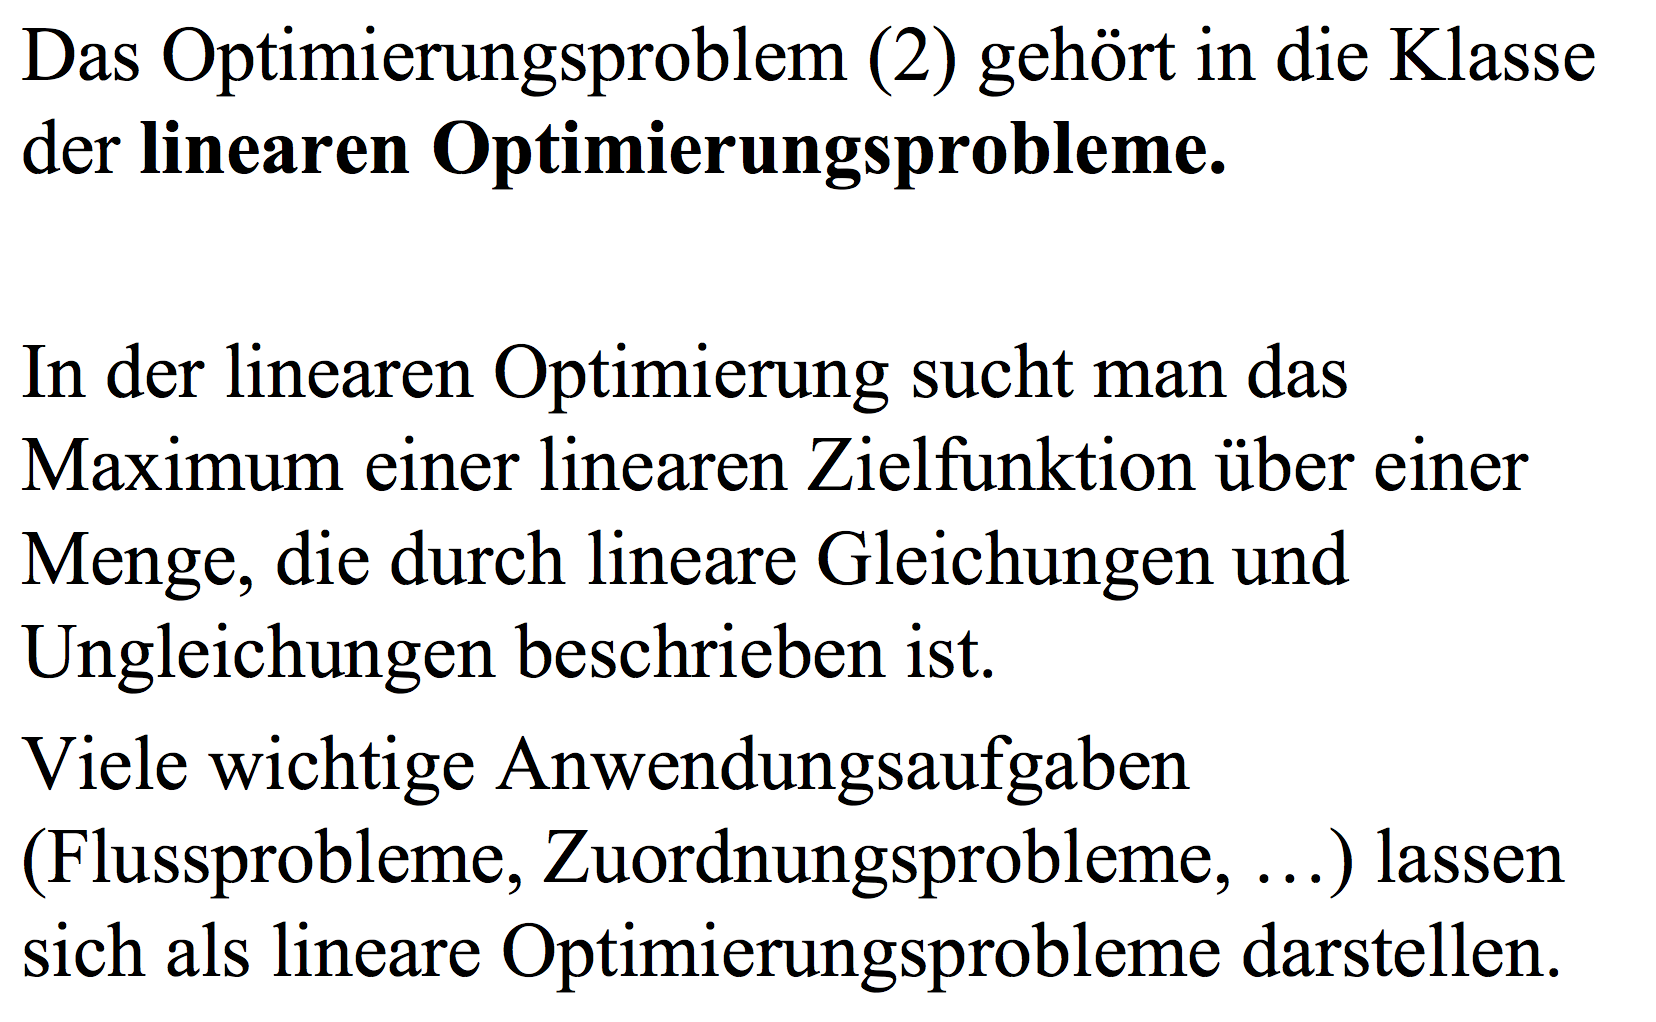 Das Optimierungsproblem (2) gehört in die Klasse
der linearen Optimierungsprobleme.
In der linearen Optimierung sucht man das
Maximum einer linearen Zielfunktion über einer
Menge, die durch lineare Gleichungen und
Ungleichungen beschrieben ist.
Viele wichtige Anwendungsaufgaben
(Flussprobleme, Zuordnungsprobleme, …) lassen
sich als lineare Optimierungsprobleme darstellen.